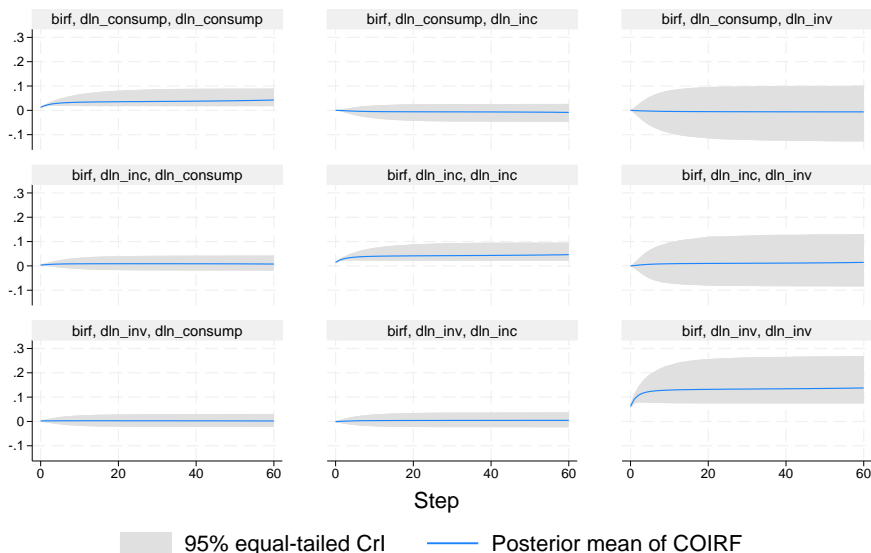 birf, dln_consump, dln_consump
birf, dln_consump, dln_inc
birf, dln_consump, dln_inv
.3
.2
.1
0
-.1
birf, dln_inc, dln_consump
birf, dln_inc, dln_inc
birf, dln_inc, dln_inv
.3
.2
.1
0
-.1
birf, dln_inv, dln_consump
birf, dln_inv, dln_inc
birf, dln_inv, dln_inv
.3
.2
.1
0
-.1
0 20 40 60
0 20 40 60
0 20 40 60
Step
95% equal-tailed CrI
Posterior mean of COIRF